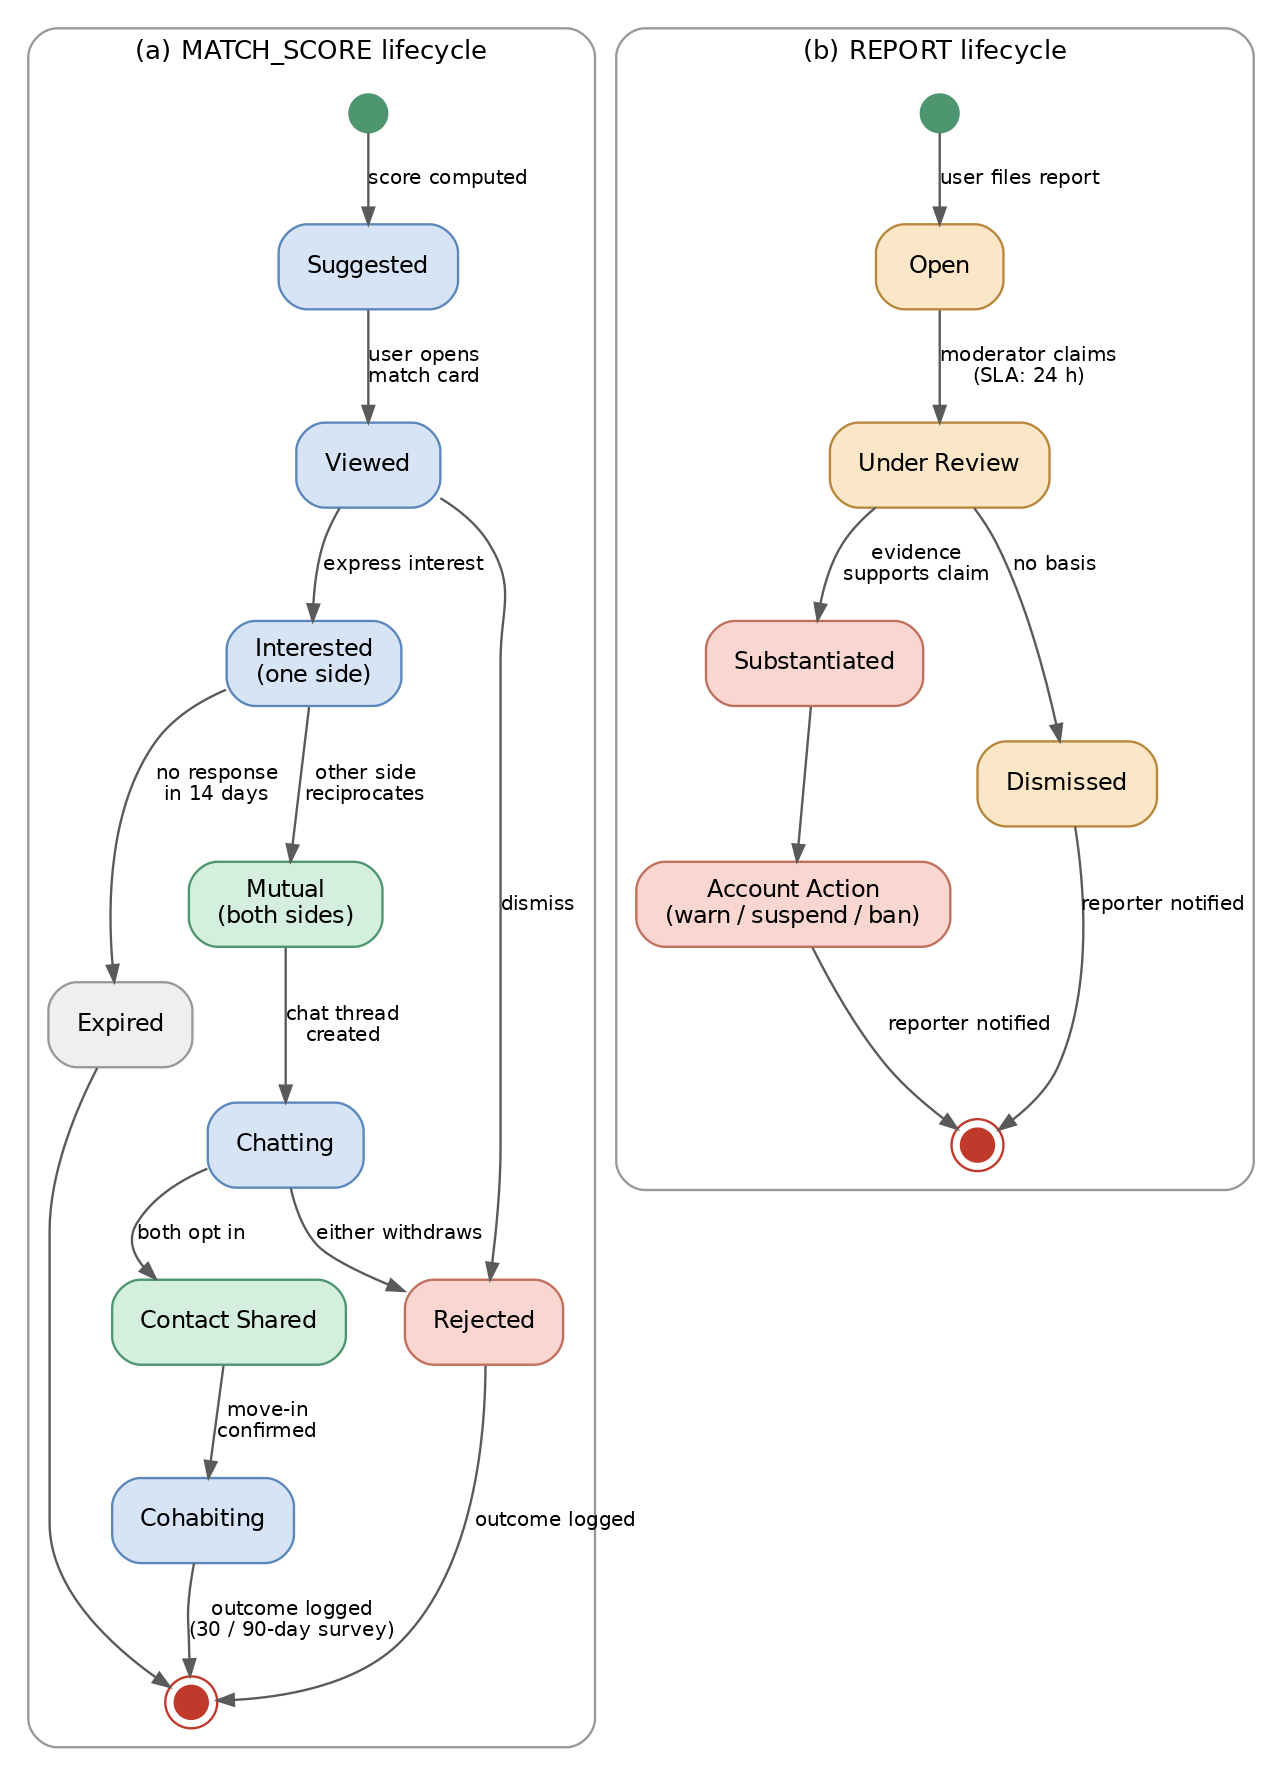 (a) MATCH_SCORE lifecycle
score computed
Suggested
user opens
match card
Viewed
express interest
Interested
(one side)
no response
in 14 days
other side
reciprocates
Mutual
(both sides)
dismiss
Expired
chat thread
created
Chatting
both opt in
either withdraws
Contact Shared
Rejected
move-in
confirmed
Cohabiting
outcome logged
outcome logged
(30 / 90-day survey)
(b) REPORT lifecycle
user files report
Open
moderator claims
(SLA: 24 h)
Under Review
evidence
supports claim
no basis
Substantiated
Dismissed
Account Action
(warn / suspend / ban)
reporter notified
reporter notified